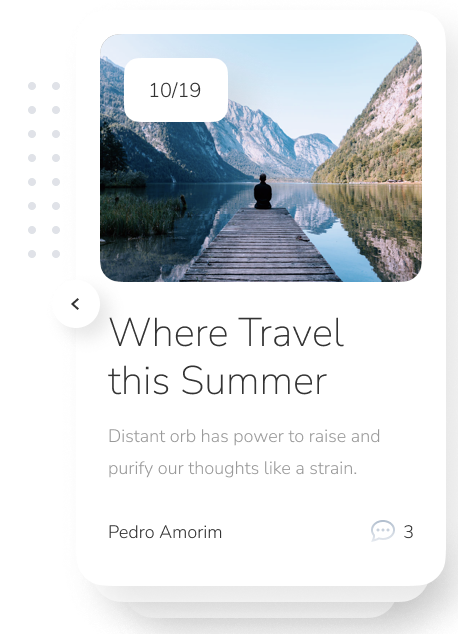 10/19
Where Travel
this Summer
Distant orb has power to raise and
purify our thoughts like a strain.
Pedro Amorim
3